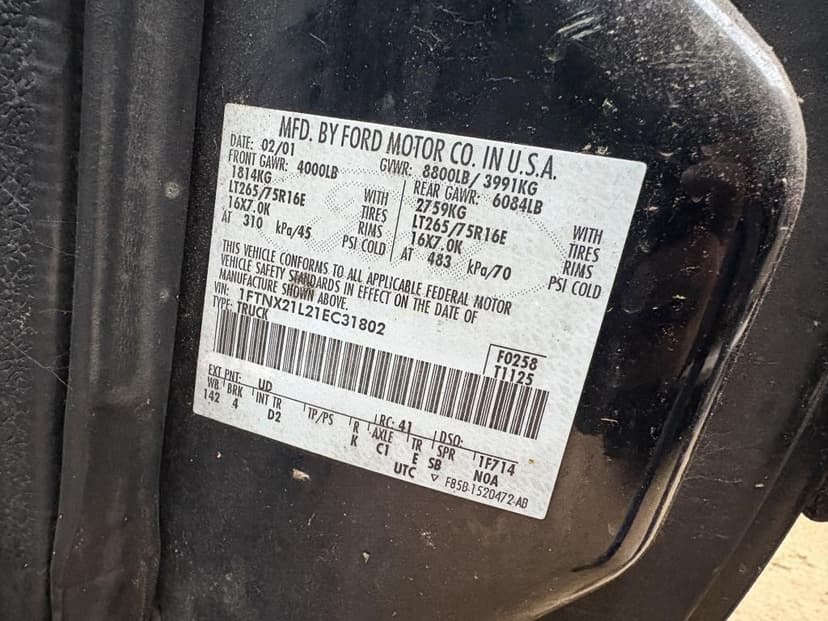 MFD. BY FORD MOTOR CO. IN U.S.A.
DATE: 02/01 GVWR: 8800LB/ 3991KG
FRONT GAWR: 4000LB REAR GAWR: 6084LB
1814KG WITH 2759KG WITH
LT265/75R16E TIRES LT265/75R16E TIRES
16X7.0K RIMS 16X7.0K RIMS
AT 310 kPa/45 PSI COLD AT 483 kPa/70 PSI COLD
THIS VEHICLE CONFORMS TO ALL APPLICABLE FEDERAL MOTOR
VEHICLE SAFETY STANDARDS IN EFFECT ON THE DATE OF
MANUFACTURE SHOWN ABOVE.
VIN: 1FTNX21L21EC31802
TYPE: TRUCK
F0258
T1125
EXT PNT: UD RC: 41 DSO:
WB BRK INT TR TP/PS R AXLE TR SPR 1F714
142 4 D2 K C1 E SB N0A
UTC ▽ F85B-1520472-AB